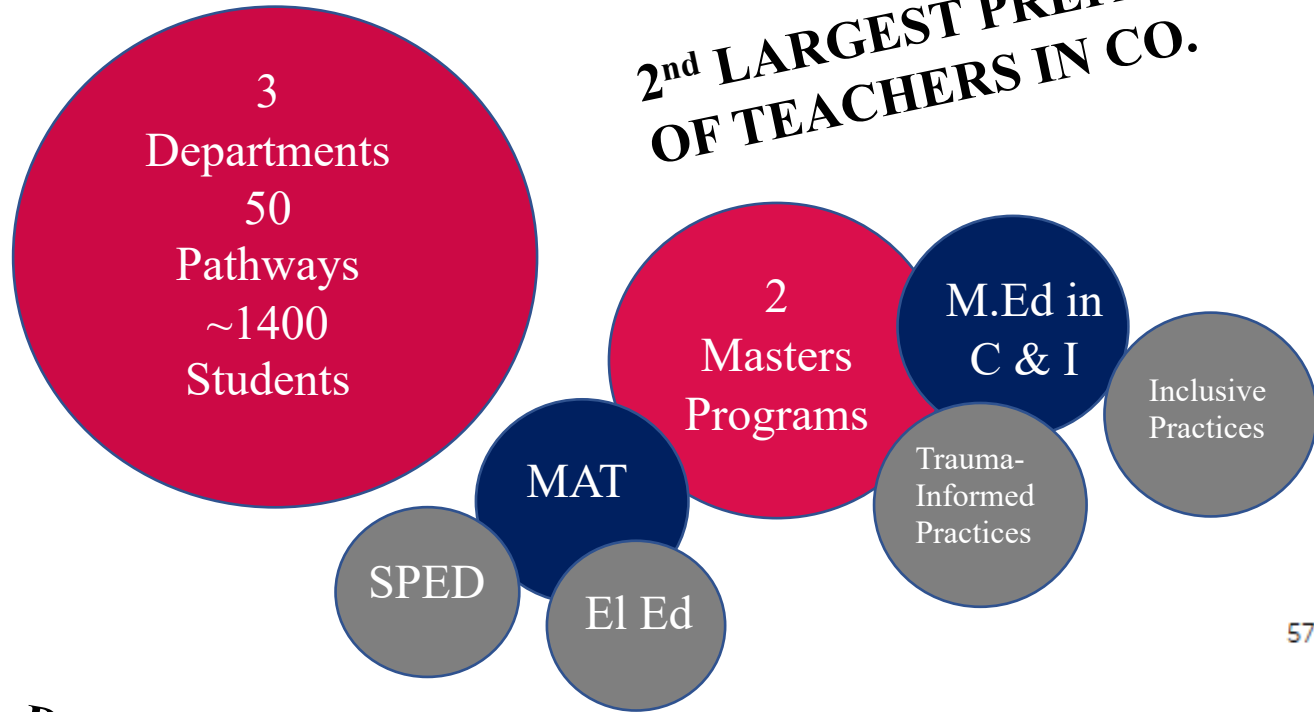 3
Departments
50
Pathways
~1400
Students
2nd LARGEST
OF TEACHERS IN CO.
2
Masters
Programs
M.Ed in
C & I
Inclusive
Practices
Trauma-
Informed
Practices
MAT
SPED
El Ed
57